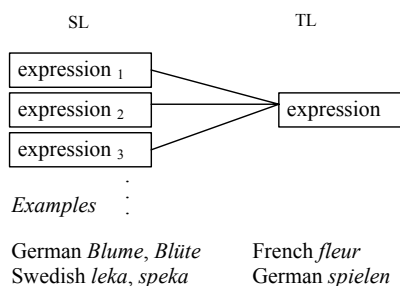 SL TL
expression 1
expression 2 expression
expression 3
⋮
Examples
German Blume, Blüte French fleur
Swedish leka, speka German spielen